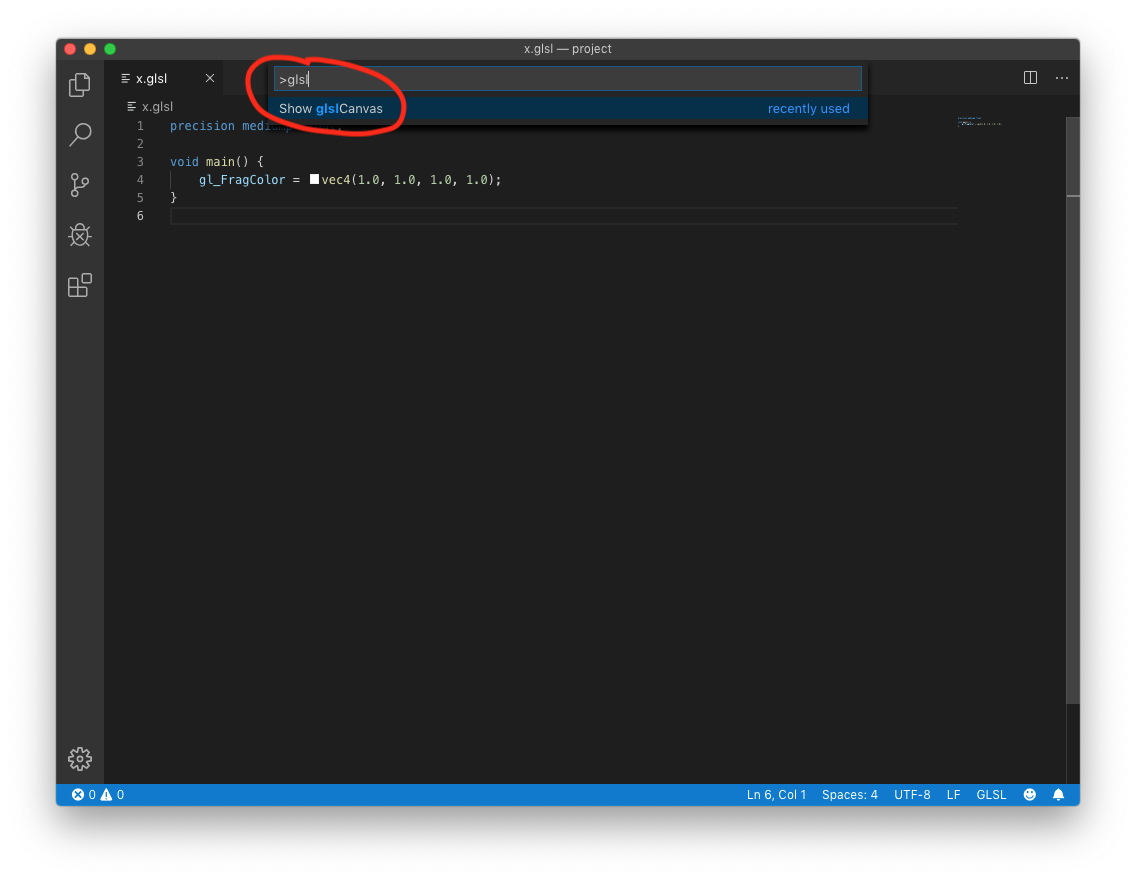 x.glsl — project
x.glsl
>glsl
Show glslCanvas recently used
x.glsl
1 precision
2
3 void main() {
4 gl_FragColor = vec4(1.0, 1.0, 1.0, 1.0);
5 }
6
0 0 Ln 6, Col 1 Spaces: 4 UTF-8 LF GLSL